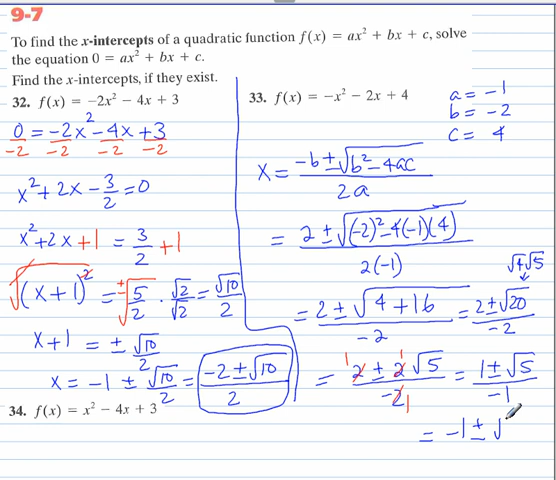 9-7
To find the x-intercepts of a quadratic function f(x) = ax² + bx + c, solve
the equation 0 = ax² + bx + c.
Find the x-intercepts, if they exist.
32. f(x) = −2x² − 4x + 3
0 = −2x² − 4x + 3
−2 −2 −2 −2
x² + 2x − 3/2 = 0
x² + 2x + 1 = 3/2 + 1
√(x+1)² = ±√5/2 · √2/√2 = √10/2
x + 1 = ± √10/2
x = −1 ± √10/2 = −2 ± √10/2
33. f(x) = −x² − 2x + 4
a = −1
b = −2
c = 4
x = −b ± √b² − 4ac/2a
= 2 ± √(−2)² − 4(−1)(4)/2(−1)
√4√5
= 2 ± √4 + 16/−2 = 2 ± √20/−2
1 1
= 2 ± 2√5/−2 1 = 1 ± √5/−1
= −1 ± √
34. f(x) = x² − 4x + 3